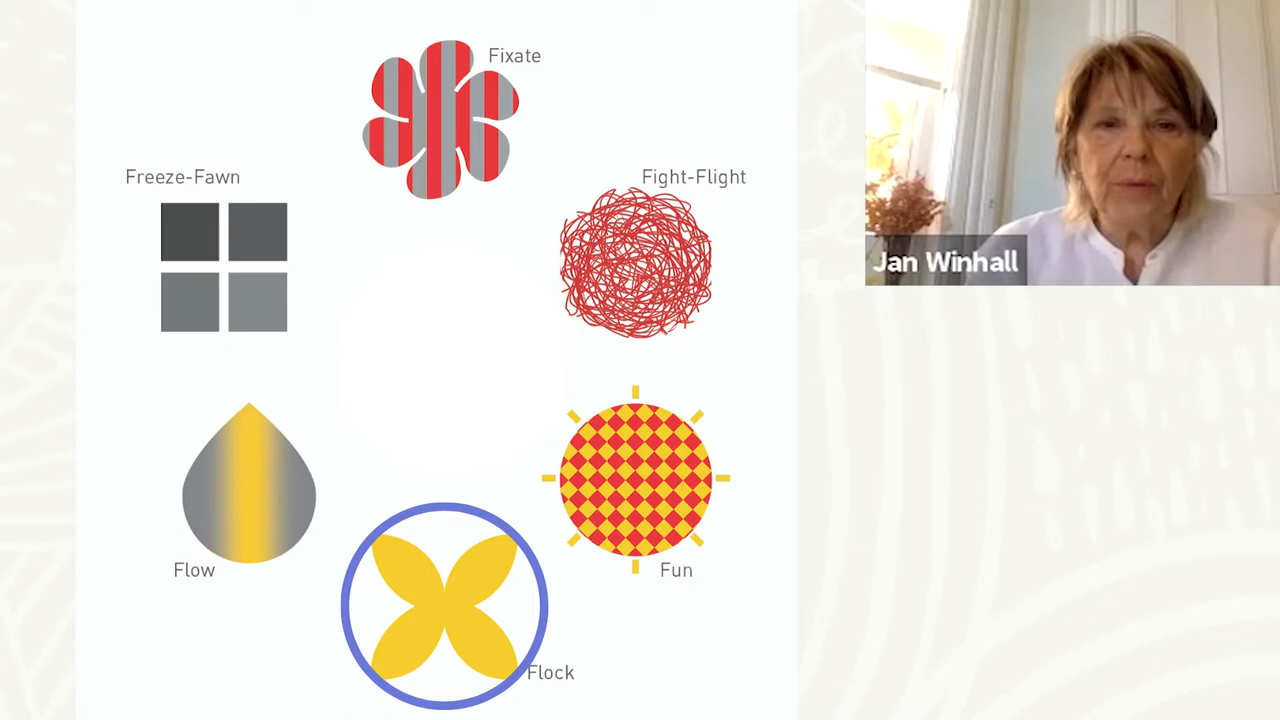 Fixate
Freeze-Fawn
Fight-Flight
Jan Winhall
Flow
Fun
Flock